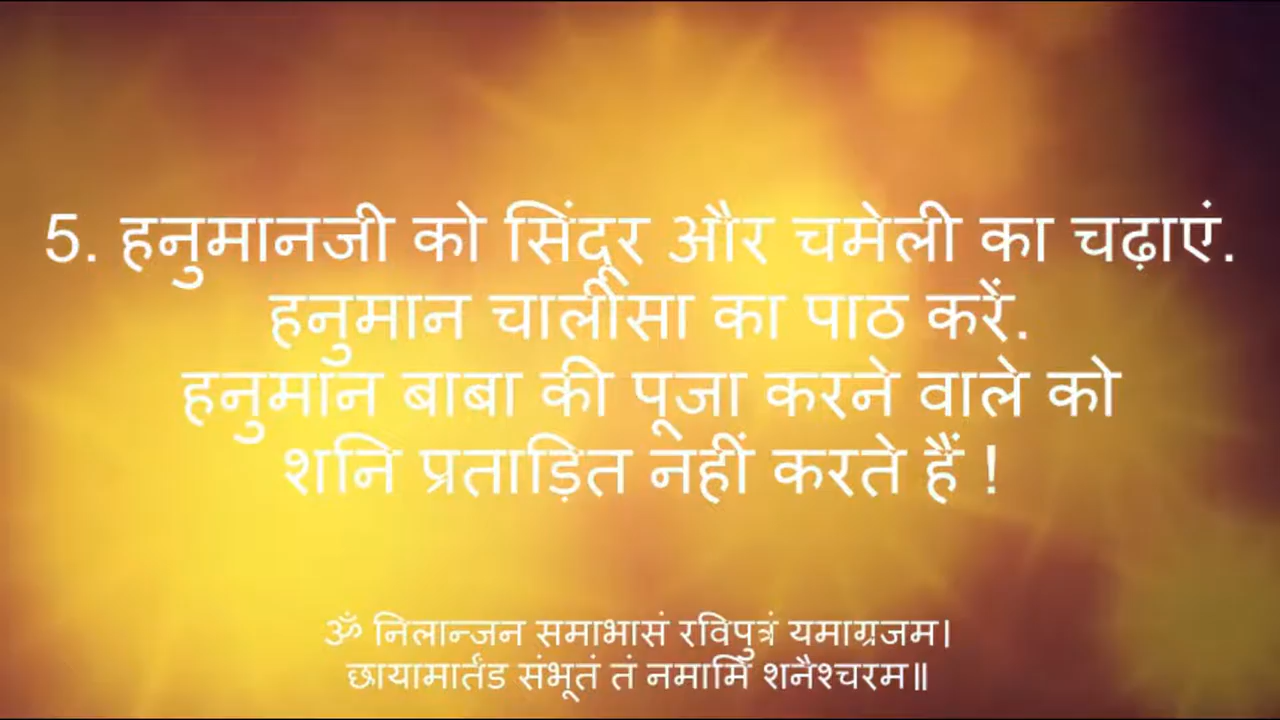 5. हनुमानजी को सिंदूर और चमेली का चढ़ाएं.
हनुमान चालीसा का पाठ करें.
हनुमान बाबा की पूजा करने वाले को
शनि प्रताड़ित नहीं करते हैं !
ॐ निलान्जन समाभासं रविपुत्रं यमाग्रजम।
छायामार्तंड संभूतं तं नमामि शनैश्चरम॥